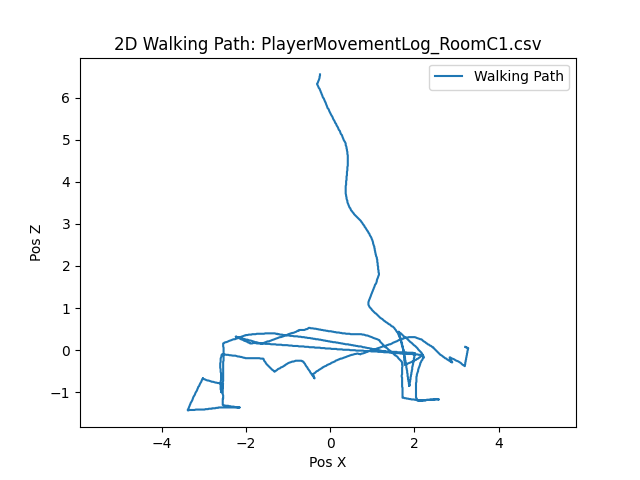 2D Walking Path: PlayerMovementLog_RoomC1.csv
Walking Path
6
5
4
3
2
1
0
−1
Pos Z
−4 −2 0 2 4
Pos X